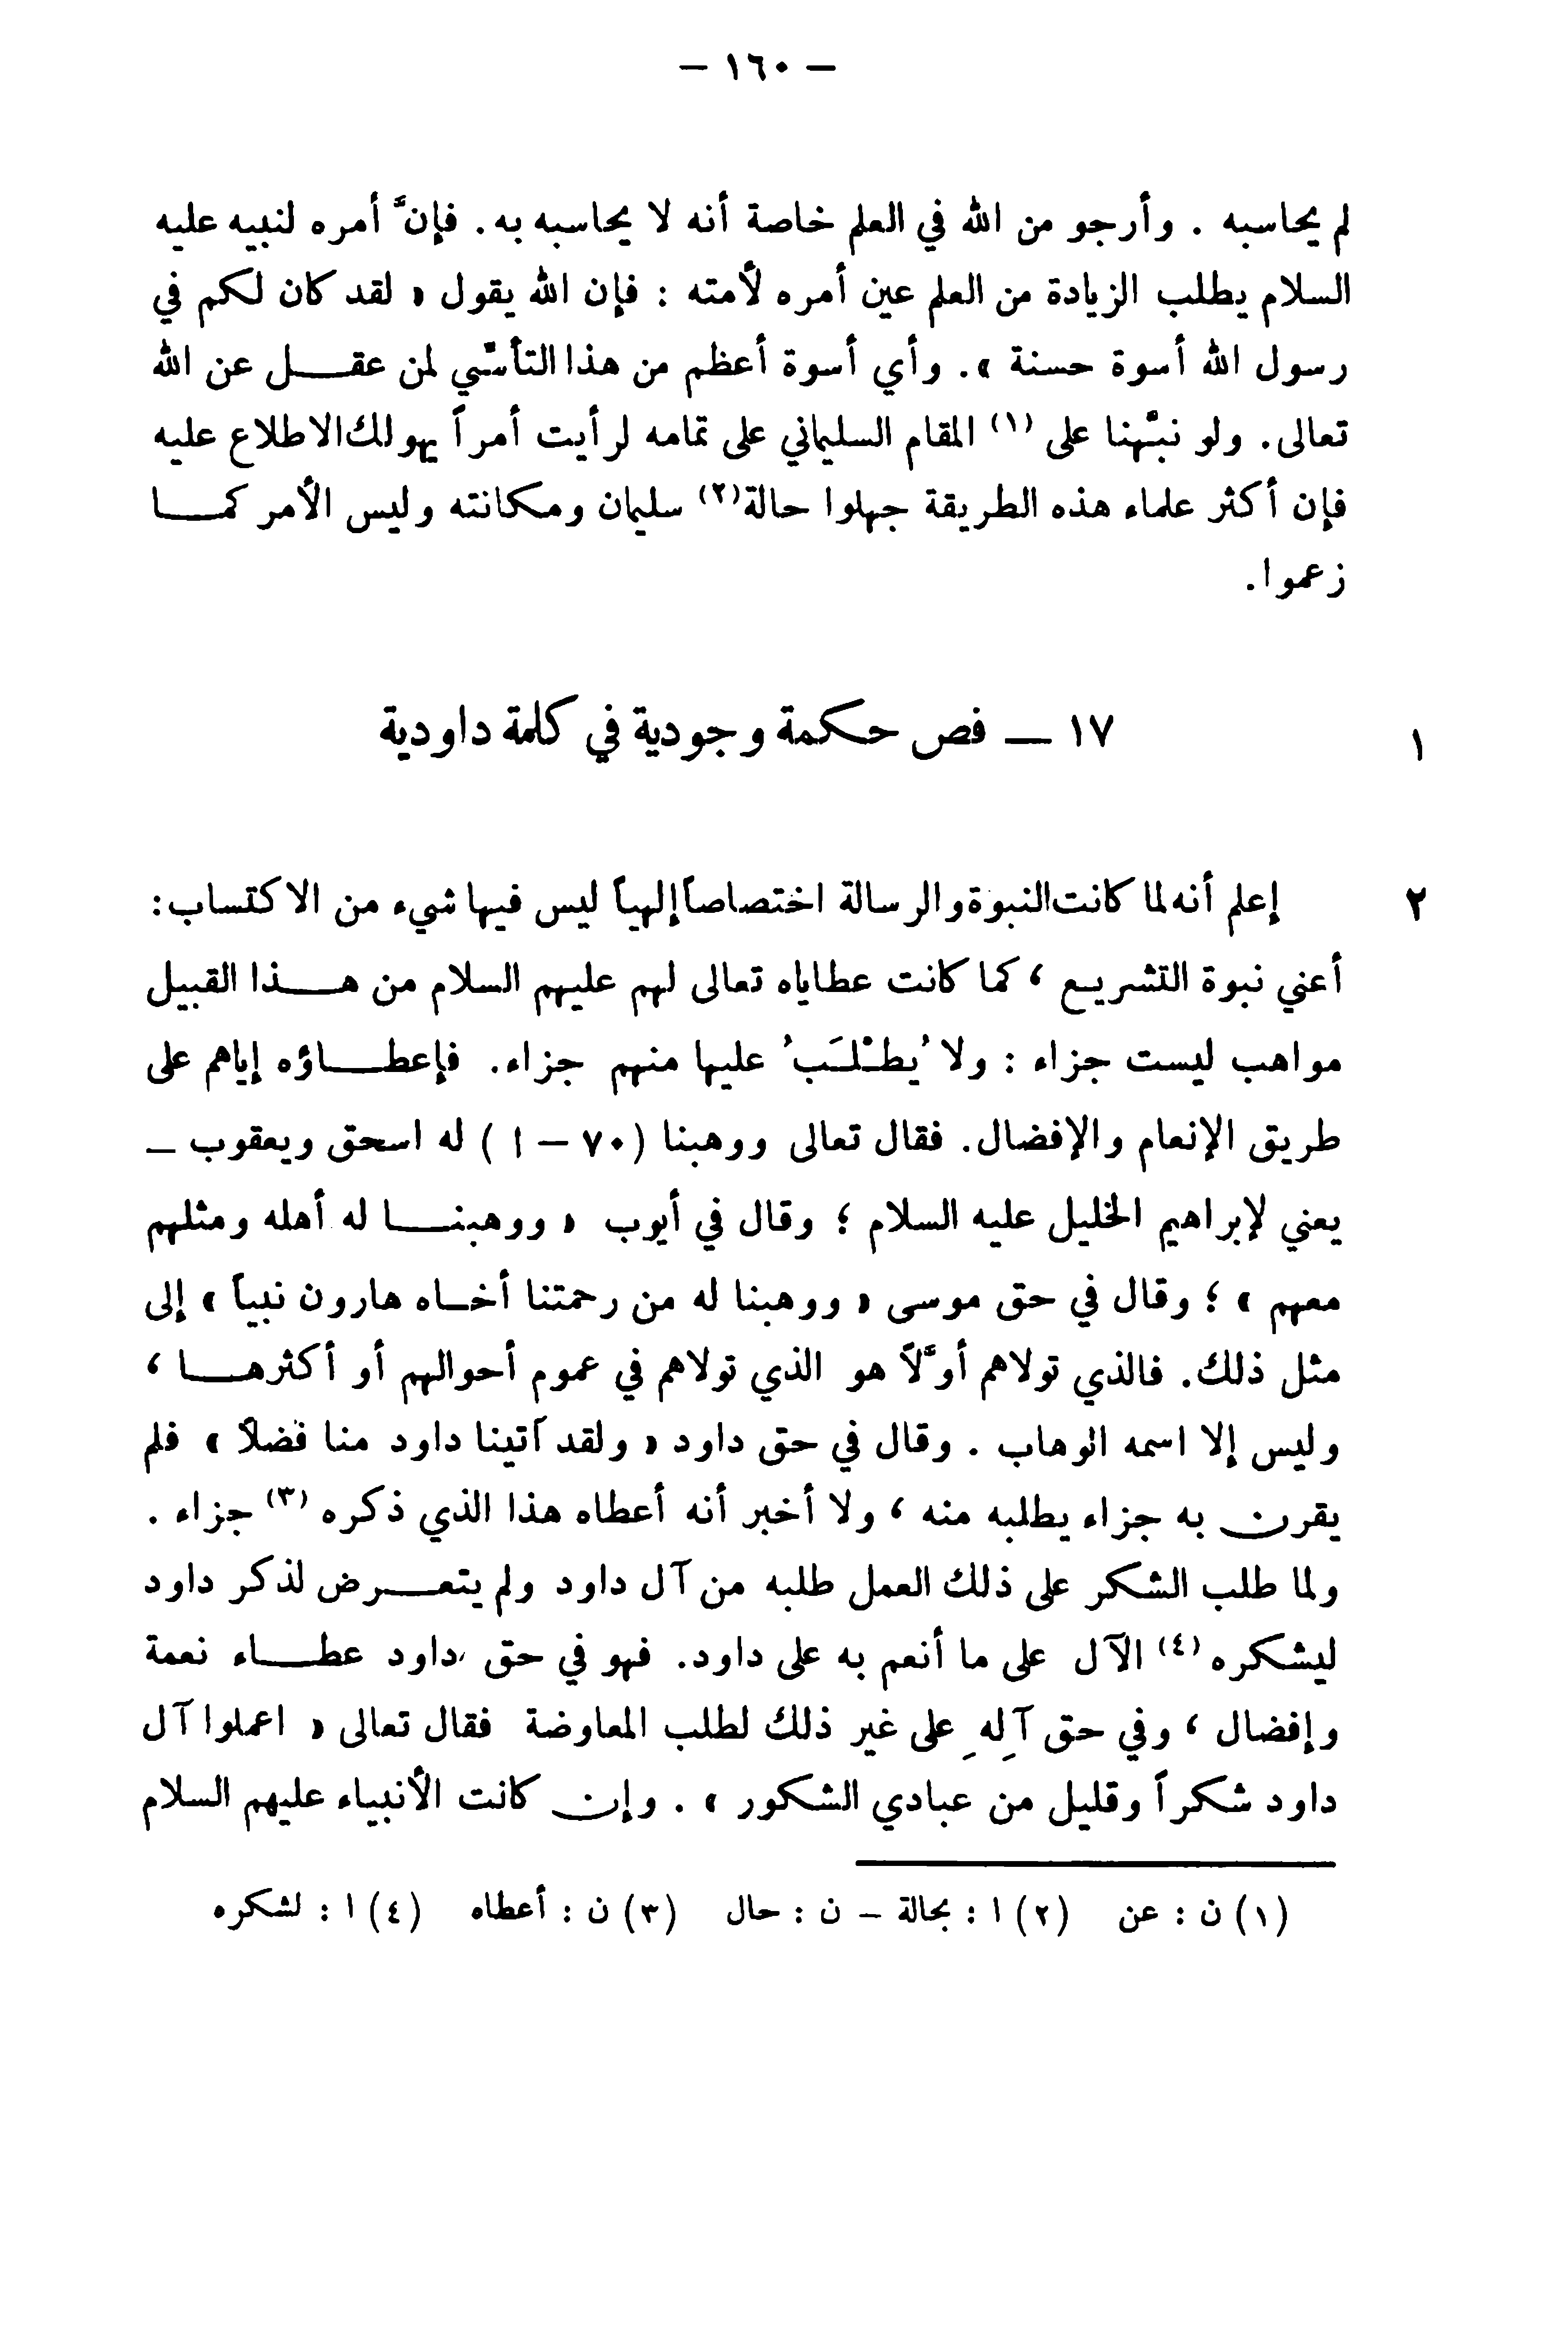 — ١٦٠ —
لم يحاسبه . وأرجو من الله في العلم خاصة أنه لا يحاسبه به . فإنَّ أمره لنبيه عليه
السلام يطلب الزيادة من العلم عين أمره لأمته : فإن الله يقول « لقد كان لكم في
رسول الله أسوة حسنة » . وأي أسوة أعظم من هذا التأسّي لمن عقـــل عن الله
تعالى . ولو نبّهنا على (١) المقام السليماني على تمامه لرأيت أمراً يهولك الاطلاع عليه
فإن أكثر علماء هذه الطريقة جهلوا حالة (٢) سليمان ومكانته وليس الأمر كمـــا
زعموا .
١
١٧ — فص حكمة وجودية في كلمة داودية
٢
إعلم أنه لما كانت النبوة والرسالة اختصاصاً إلهياً ليس فيها شيء من الاكتساب :
أعني نبوة التشريع ، كما كانت عطاياه تعالى لهم عليهم السلام من هـــذا القبيل
مواهب ليست جزاء : ولا يُطْلَبُ عليها منهم جزاء . فإعطـــاؤه إياهم على
طريق الإنعام والإفضال . فقال تعالى ووهبنا (٧٠ — ا ) له اسحق ويعقوب —
يعني لإبراهيم الخليل عليه السلام ؛ وقال في أيوب « ووهبنـــا له أهله ومثلهم
معهم » ؛ وقال في حق موسى « ووهبنا له من رحمتنا أخـاه هارون نبياً » إلى
مثل ذلك . فالذي تولاهم أوَّلاً هو الذي تولاهم في عموم أحوالهم أو أكثرهـــا ،
وليس إلا اسمه الوهاب . وقال في حق داود « ولقد آتينا داود منا فضلاً » فلم
يقرن به جزاء يطلبه منه ، ولا أخبر أنه أعطاه هذا الذي ذكره (٣) جزاء .
ولما طلب الشكر على ذلك العمل طلبه من آل داود ولم يتعـــرض لذكر داود
ليشكره (٤) الآل على ما أنعم به على داود . فهو في حق داود عطـــاء نعمة
وإفضال ، وفي حق آلِهِ على غير ذلك لطلب المعاوضة فقال تعالى « اعملوا آل
داود شكراً وقليل من عبادي الشكور » . وإن كانت الأنبياء عليهم السلام
(١) ن : عن (٢) ا : بحالة — ن : حال (٣) ن : أعطاه (٤) ا : لشكره